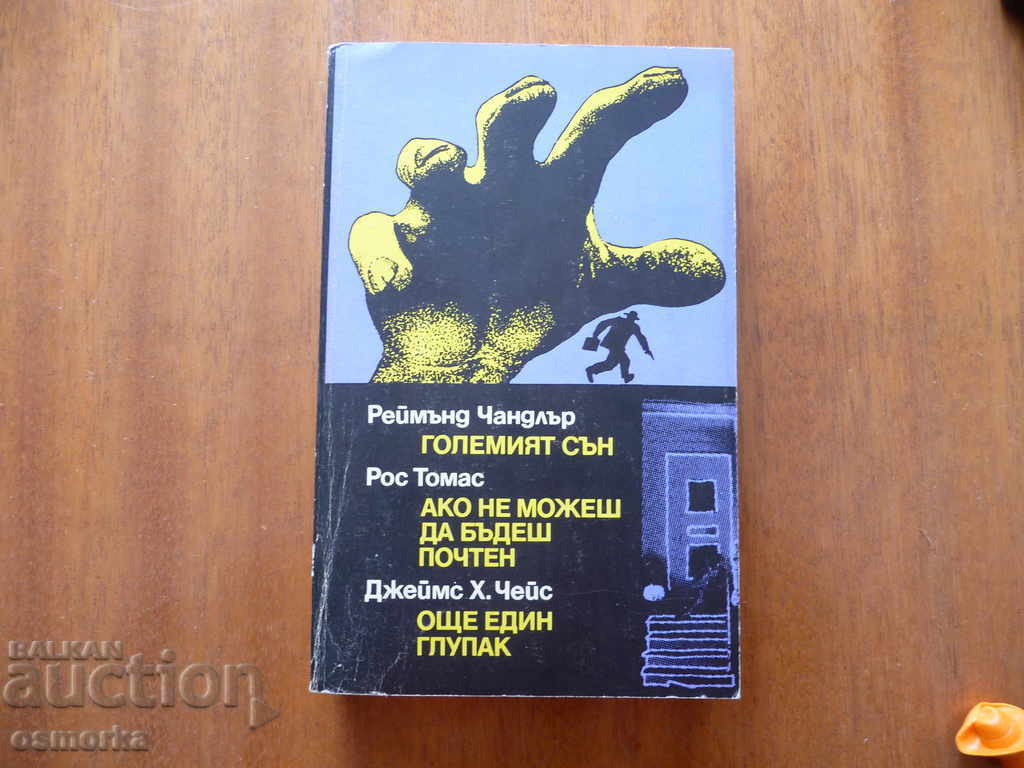 Реймънд Чандлър
ГОЛЕМИЯТ СЪН
Рос Томас
АКО НЕ МОЖЕШ
ДА БЪДЕШ
ПОЧТЕН
Джеймс Х. Чейс
ОЩЕ ЕДИН
ГЛУПАК
BALKAN
auction
osmorka